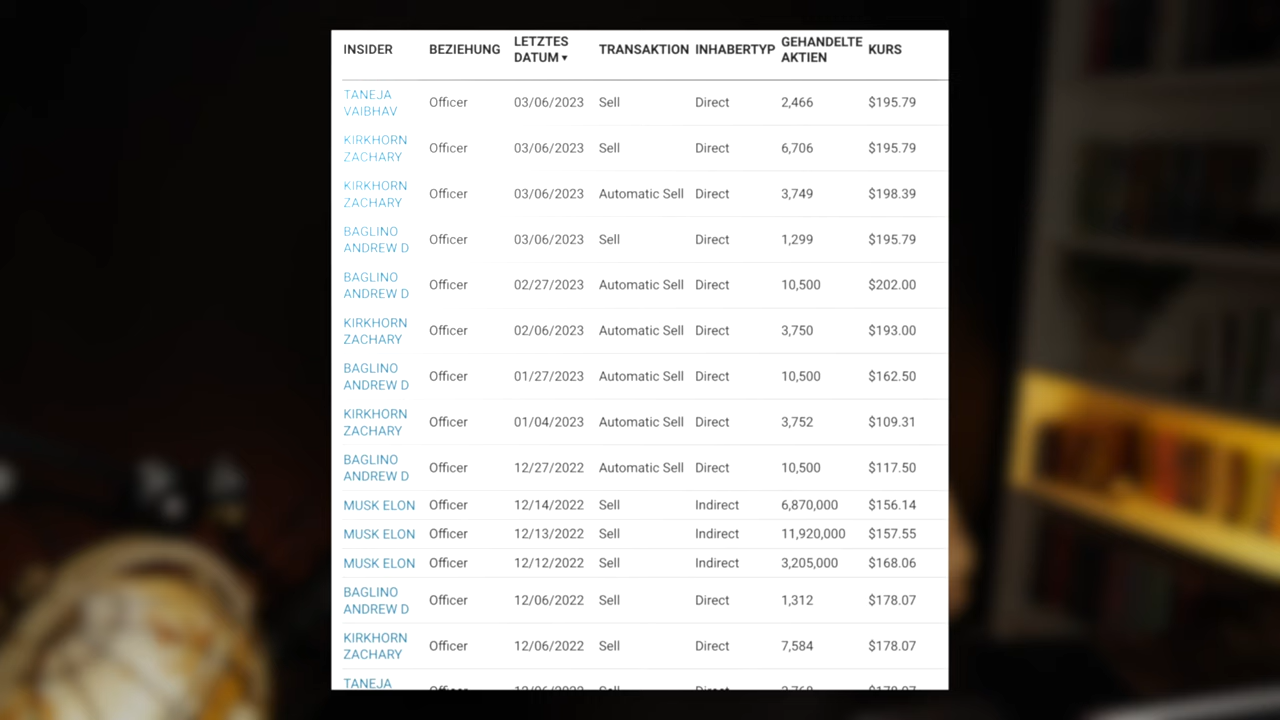 INSIDER BEZIEHUNG LETZTES DATUM▼ TRANSAKTION INHABERTYP GEHANDELTE AKTIEN KURS
TANEJA VAIBHAV Officer 03/06/2023 Sell Direct 2,466 $195.79
KIRKHORN ZACHARY Officer 03/06/2023 Sell Direct 6,706 $195.79
KIRKHORN ZACHARY Officer 03/06/2023 Automatic Sell Direct 3,749 $198.39
BAGLINO ANDREW D Officer 03/06/2023 Sell Direct 1,299 $195.79
BAGLINO ANDREW D Officer 02/27/2023 Automatic Sell Direct 10,500 $202.00
KIRKHORN ZACHARY Officer 02/06/2023 Automatic Sell Direct 3,750 $193.00
BAGLINO ANDREW D Officer 01/27/2023 Automatic Sell Direct 10,500 $162.50
KIRKHORN ZACHARY Officer 01/04/2023 Automatic Sell Direct 3,752 $109.31
BAGLINO ANDREW D Officer 12/27/2022 Automatic Sell Direct 10,500 $117.50
MUSK ELON Officer 12/14/2022 Sell Indirect 6,870,000 $156.14
MUSK ELON Officer 12/13/2022 Sell Indirect 11,920,000 $157.55
MUSK ELON Officer 12/12/2022 Sell Indirect 3,205,000 $168.06
BAGLINO ANDREW D Officer 12/06/2022 Sell Direct 1,312 $178.07
KIRKHORN ZACHARY Officer 12/06/2022 Sell Direct 7,584 $178.07
TANEJA